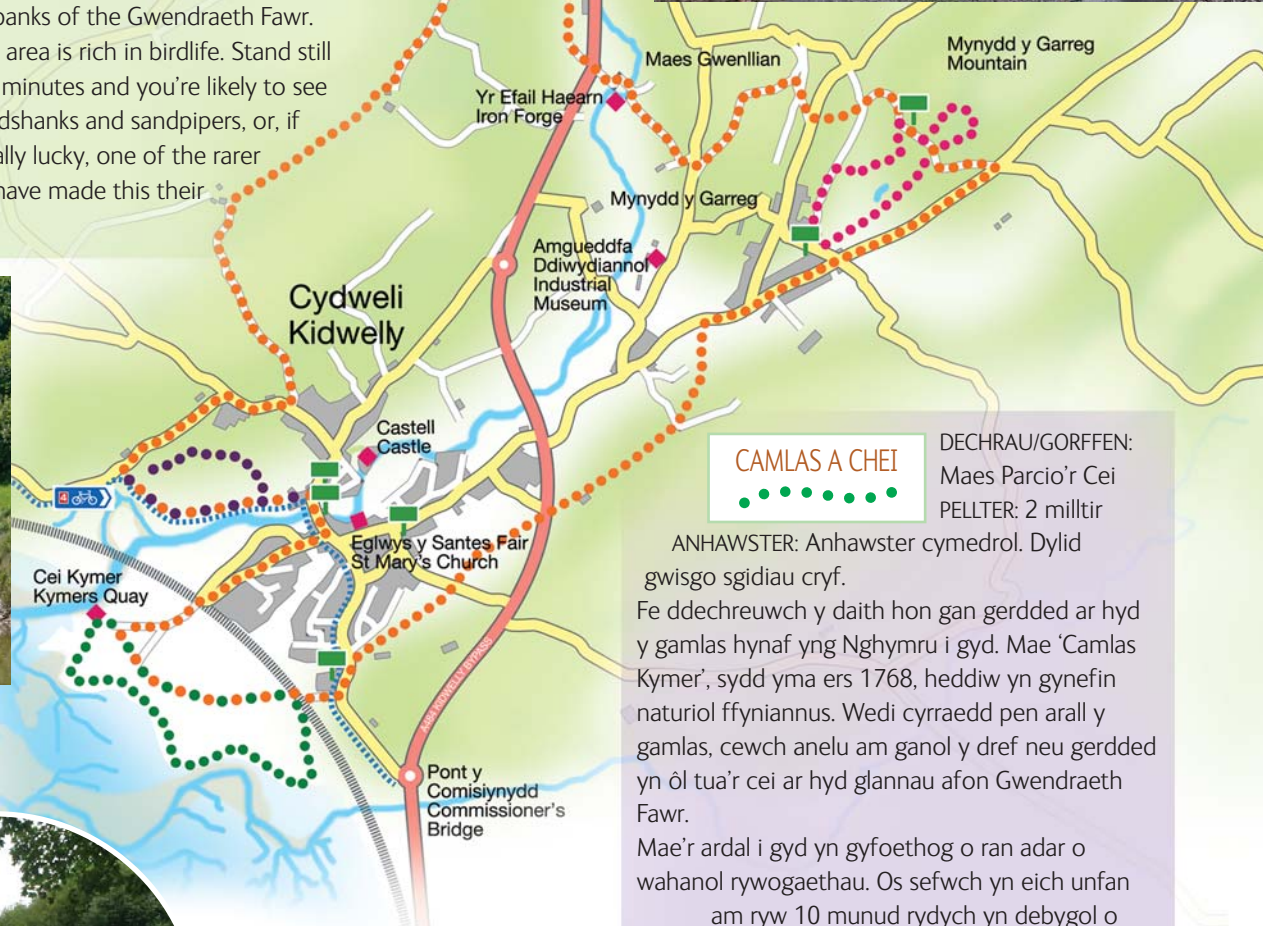 banks of the Gwendraeth Fawr.
area is rich in birdlife. Stand still
minutes and you're likely to see
dshanks and sandpipers, or, if
ally lucky, one of the rarer
have made this their
Maes Gwenllian
Mynydd y Garreg
Mountain
Yr Efail Haearn
Iron Forge
Mynydd y Garreg
Amgueddfa
Ddiwydiannol
Industrial
Museum
Cydweli
Kidwelly
Castell
Castle
4
Eglwys y Santes Fair
St Mary's Church
Cei Kymer
Kymers Quay
A484 KIDWELLY BYPASS
Pont y
Comisiynydd
Commissioner's
Bridge
CAMLAS A CHEI
DECHRAU/GORFFEN:
Maes Parcio'r Cei
PELLTER: 2 milltir
ANHAWSTER: Anhawster cymedrol. Dylid
gwisgo sgidiau cryf.
Fe ddechreuwch y daith hon gan gerdded ar hyd
y gamlas hynaf yng Nghymru i gyd. Mae ‘Camlas
Kymer’, sydd yma ers 1768, heddiw yn gynefin
naturiol ffyniannus. Wedi cyrraedd pen arall y
gamlas, cewch anelu am ganol y dref neu gerdded
yn ôl tua'r cei ar hyd glannau afon Gwendraeth
Fawr.
Mae'r ardal i gyd yn gyfoethog o ran adar o
wahanol rywogaethau. Os sefwch yn eich unfan
am ryw 10 munud rydych yn debygol o